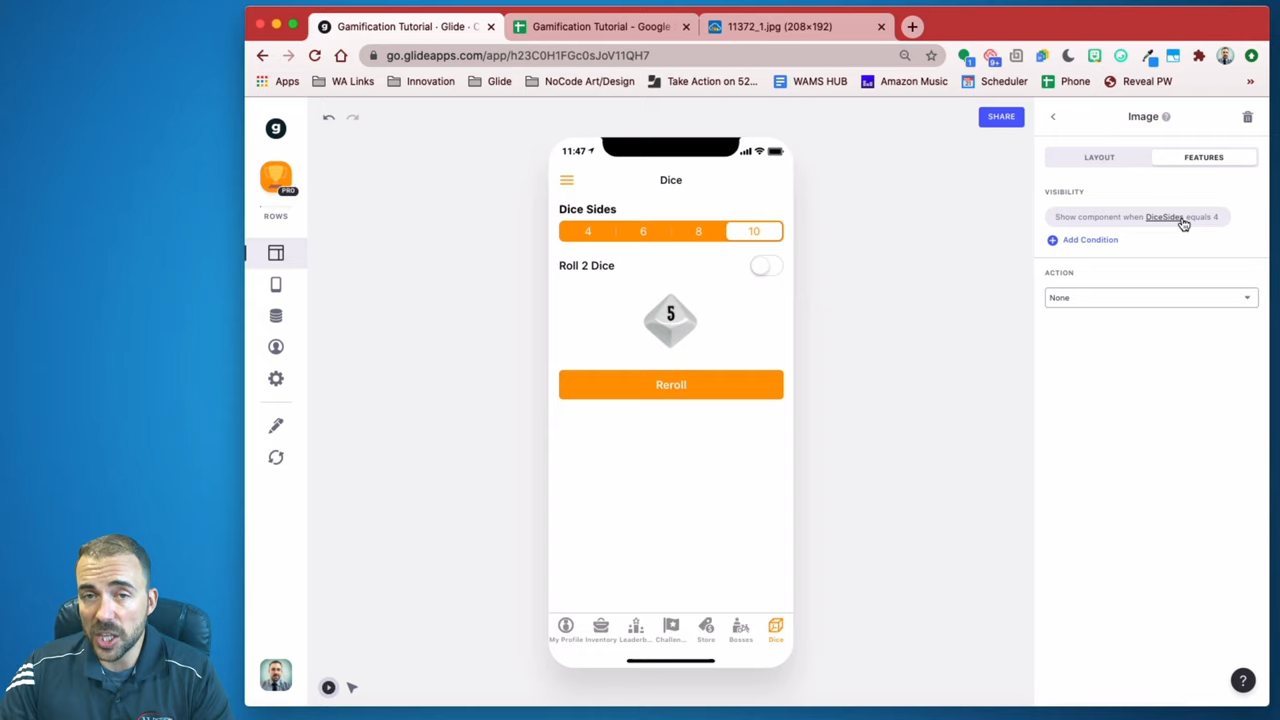 Gamification Tutorial - Glide - C
Gamification Tutorial - Google
11372_1.jpg (208×192)
go.glideapps.com/app/h23C0H1FGc0sJoV11QH7
Apps
WA Links
Innovation
Glide
NoCode Art/Design
Take Action on 52...
WAMS HUB
Amazon Music
Scheduler
Phone
Reveal PW
»
g
PRO
ROWS
SHARE
Image
LAYOUT
FEATURES
VISIBILITY
Show component when DiceSides equals 4
Add Condition
ACTION
None
11:47
Dice
Dice Sides
4 6 8 10
Roll 2 Dice
5
Reroll
My Profile Inventory Leaderb... Challen... Store Bosses Dice
?